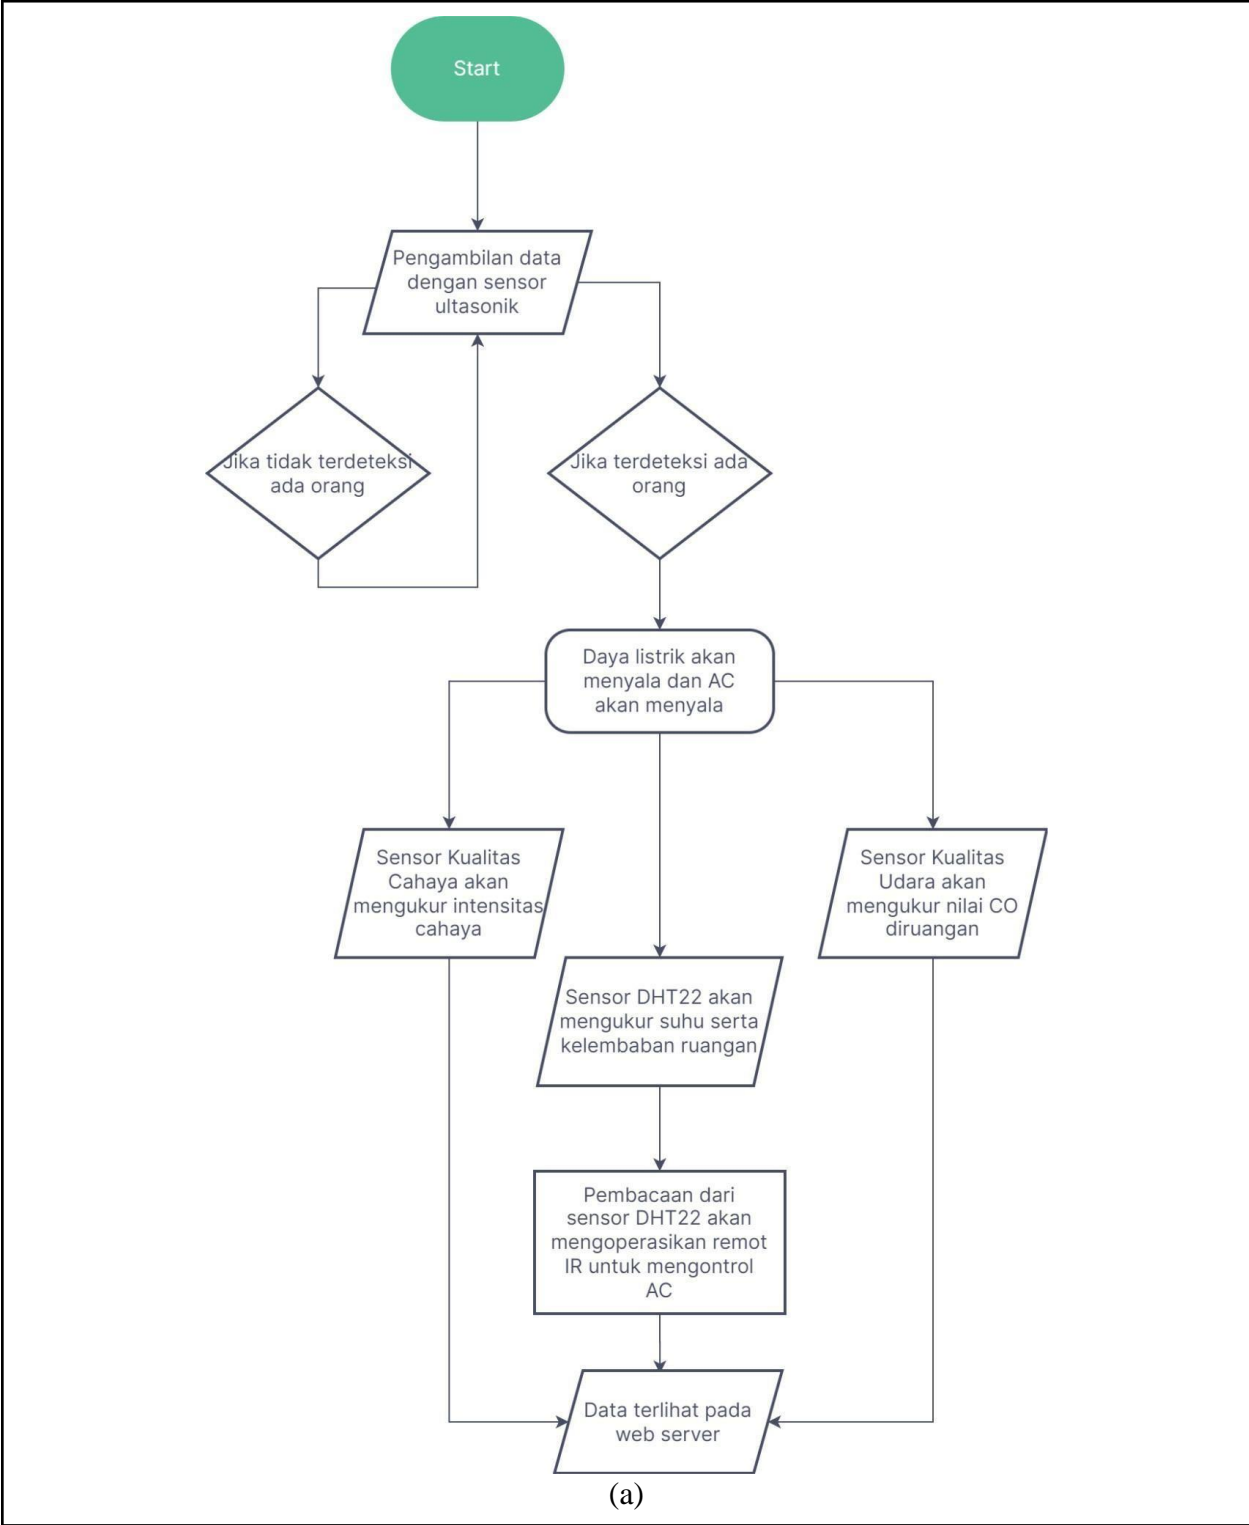 Start
Pengambilan data
dengan sensor
ultasonik
Jika tidak terdeteksi
ada orang
Jika terdeteksi ada
orang
Daya listrik akan
menyala dan AC
akan menyala
Sensor Kualitas
Cahaya akan
mengukur intensitas
cahaya
Sensor Kualitas
Udara akan
mengukur nilai CO
diruangan
Sensor DHT22 akan
mengukur suhu serta
kelembaban ruangan
Pembacaan dari
sensor DHT22 akan
mengoperasikan remot
IR untuk mengontrol
AC
Data terlihat pada
web server
(a)